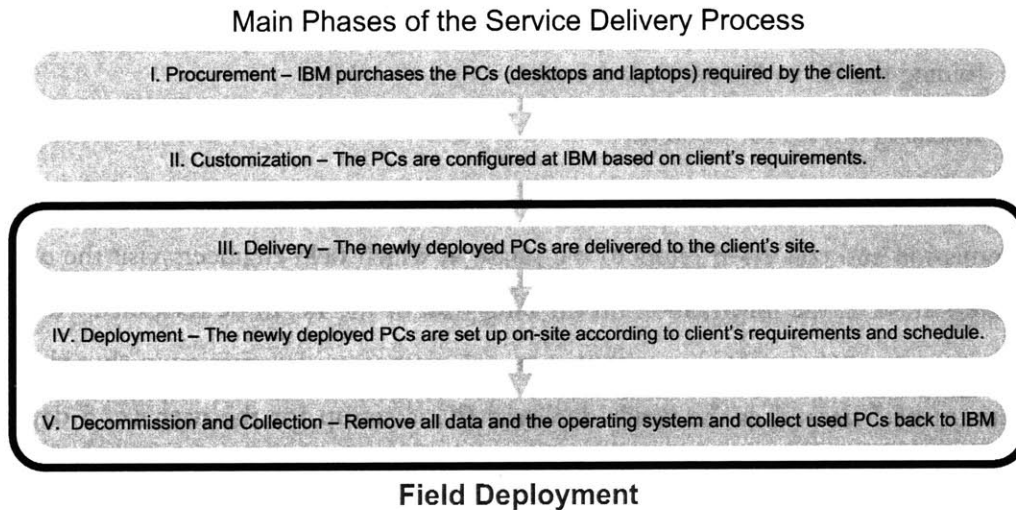 Main Phases of the Service Delivery Process
I. Procurement – IBM purchases the PCs (desktops and laptops) required by the client.
II. Customization – The PCs are configured at IBM based on client's requirements.
III. Delivery – The newly deployed PCs are delivered to the client's site.
IV. Deployment – The newly deployed PCs are set up on-site according to client's requirements and schedule.
V. Decommission and Collection – Remove all data and the operating system and collect used PCs back to IBM
Field Deployment